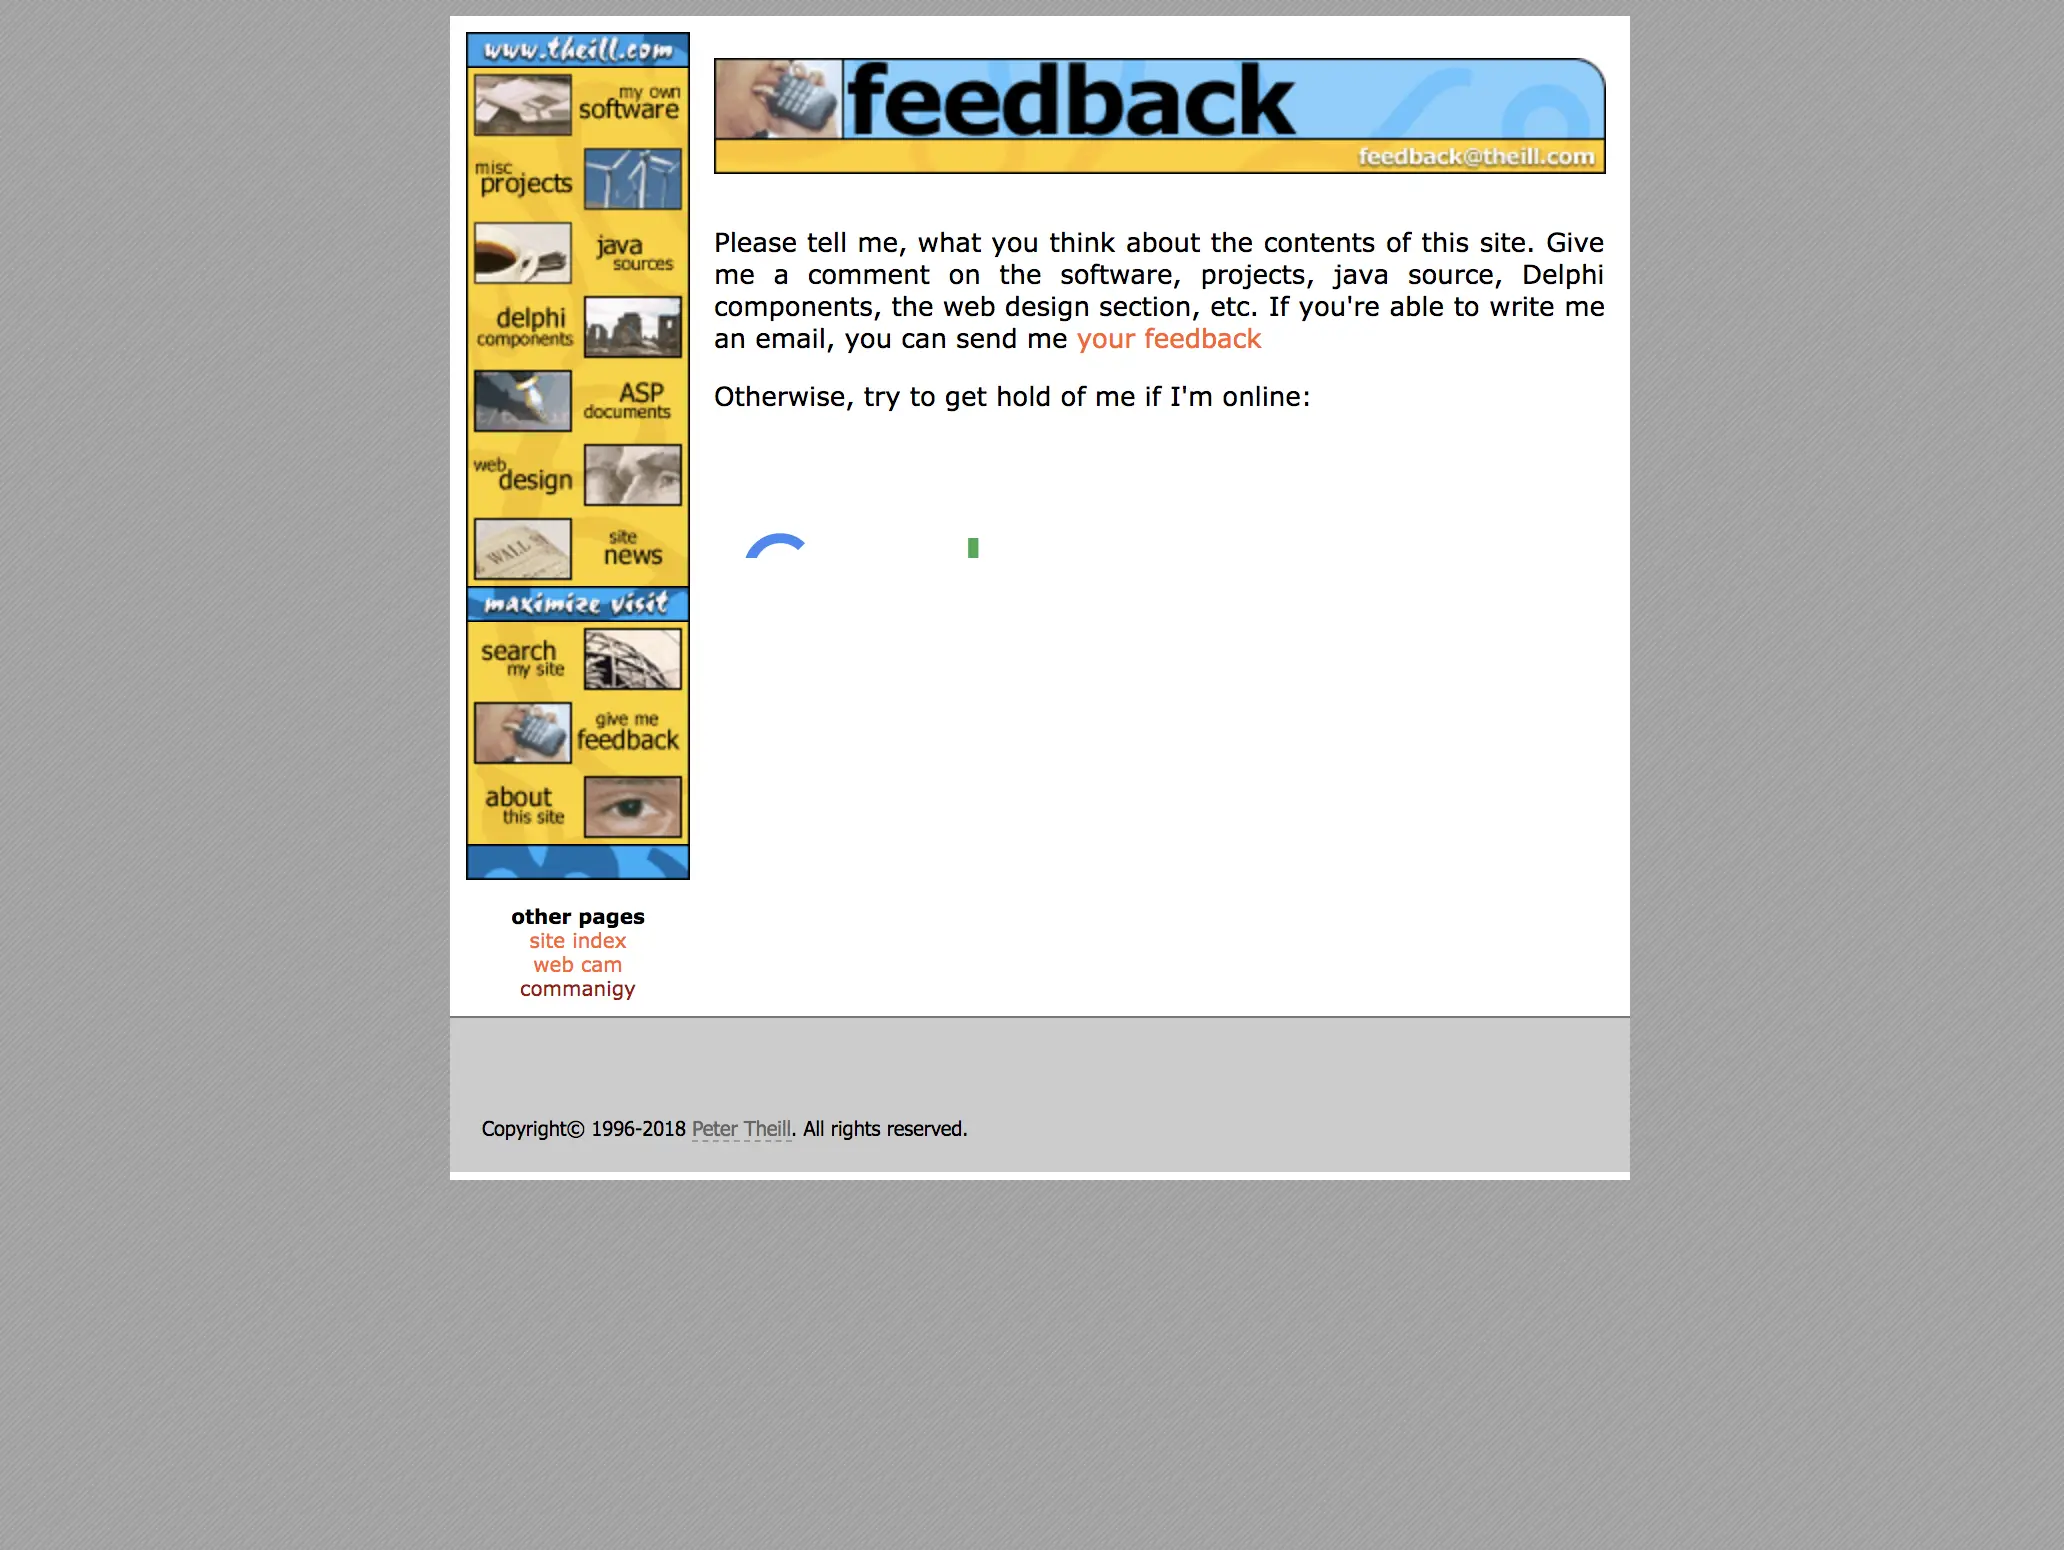 www.theill.com
my own
software
misc
projects
java
sources
delphi
components
ASP
documents
web
design
WALL
site
news
maximize visit
search
my site
give me
feedback
about
this site
other pages
site index
web cam
commanigy
feedback
feedback@theill.com
Please tell me, what you think about the contents of this site. Give
me a comment on the software, projects, java source, Delphi
components, the web design section, etc. If you're able to write me
an email, you can send me your feedback
Otherwise, try to get hold of me if I'm online:
Copyright© 1996-2018 Peter Theill. All rights reserved.